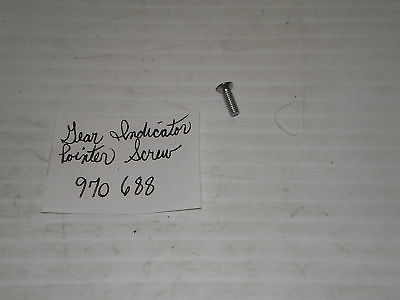 Gear Indicator
Pointer Screw
970 688